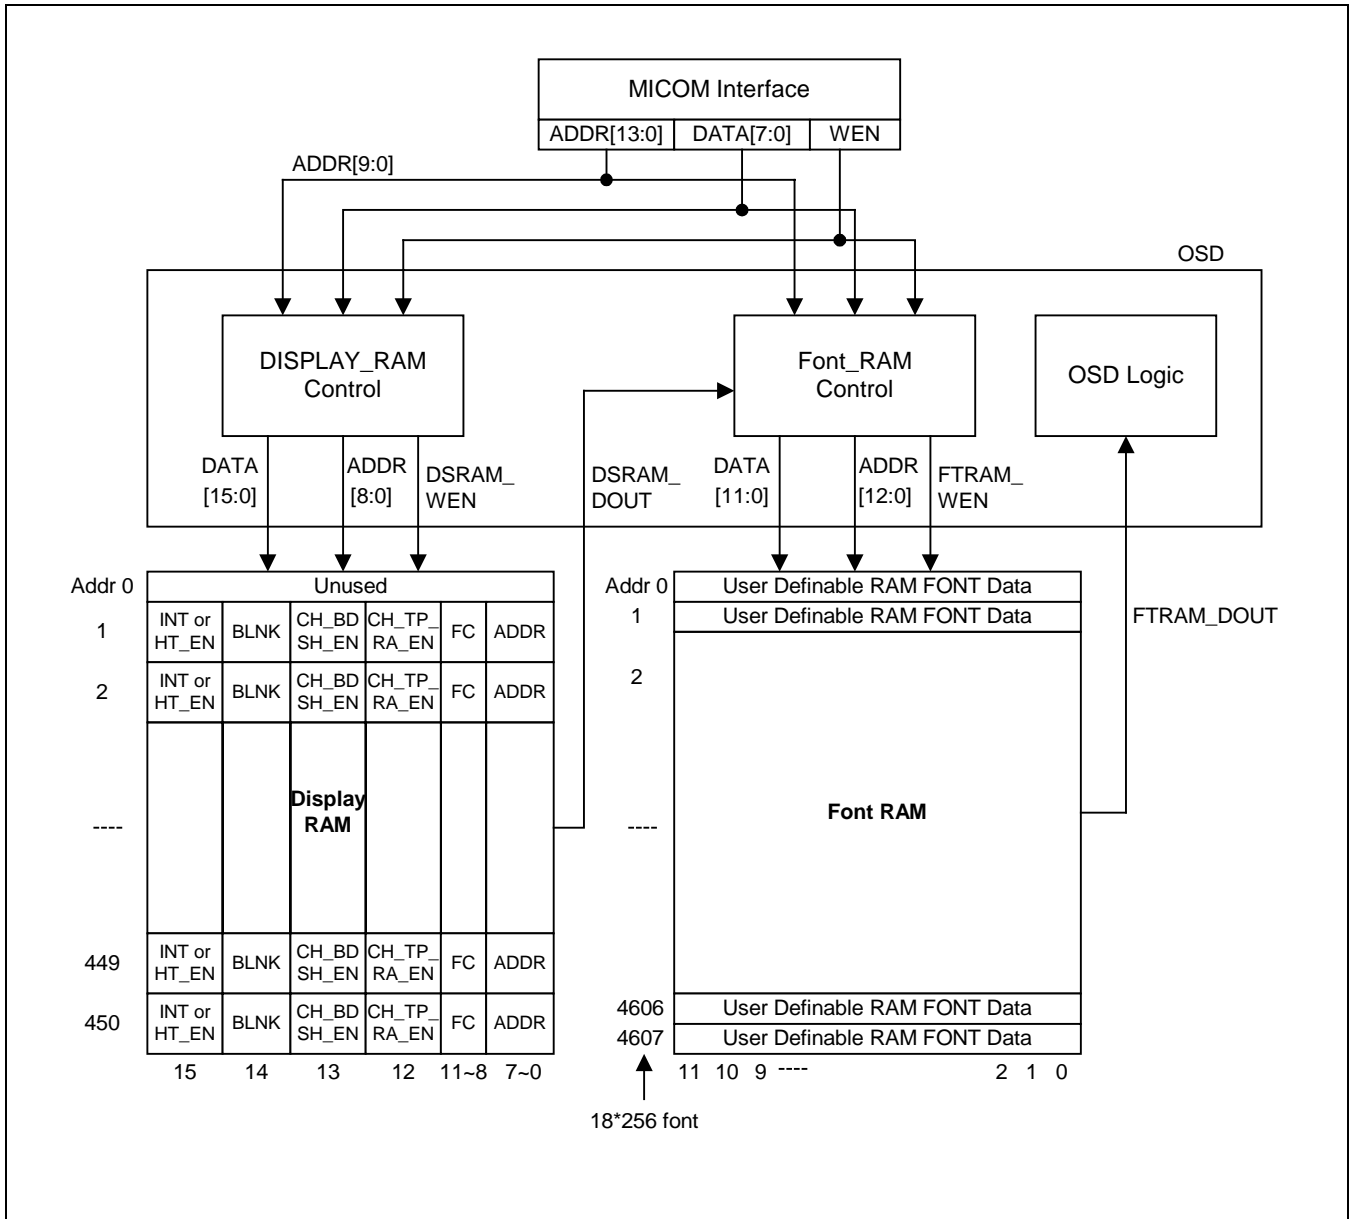 MICOM Interface
ADDR[13:0] DATA[7:0] WEN
ADDR[9:0]
OSD
DISPLAY_RAM
Control
Font_RAM
Control
OSD Logic
DATA
[15:0]
ADDR
[8:0]
DSRAM_
WEN
DSRAM_
DOUT
DATA
[11:0]
ADDR
[12:0]
FTRAM_
WEN
Addr 0 Unused
1 INT or HT_EN BLNK CH_BD SH_EN CH_TP_ RA_EN FC ADDR
2 INT or HT_EN BLNK CH_BD SH_EN CH_TP_ RA_EN FC ADDR
---- Display RAM
449 INT or HT_EN BLNK CH_BD SH_EN CH_TP_ RA_EN FC ADDR
450 INT or HT_EN BLNK CH_BD SH_EN CH_TP_ RA_EN FC ADDR
15 14 13 12 11~8 7~0
Addr 0 User Definable RAM FONT Data
1 User Definable RAM FONT Data
2
---- Font RAM
FTRAM_DOUT
4606 User Definable RAM FONT Data
4607 User Definable RAM FONT Data
11 10 9 ---- 2 1 0
18*256 font